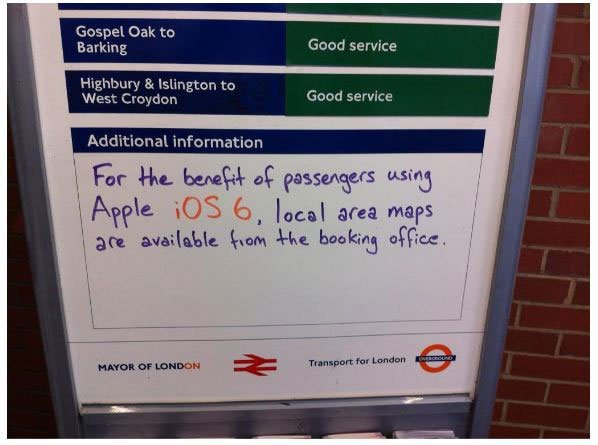 Gospel Oak to
Barking
Good service
Highbury & Islington to
West Croydon
Good service
Additional information
For the benefit of passengers using
Apple iOS 6, local area maps
are available from the booking office.
MAYOR OF LONDON
Transport for London
OVERGROUND